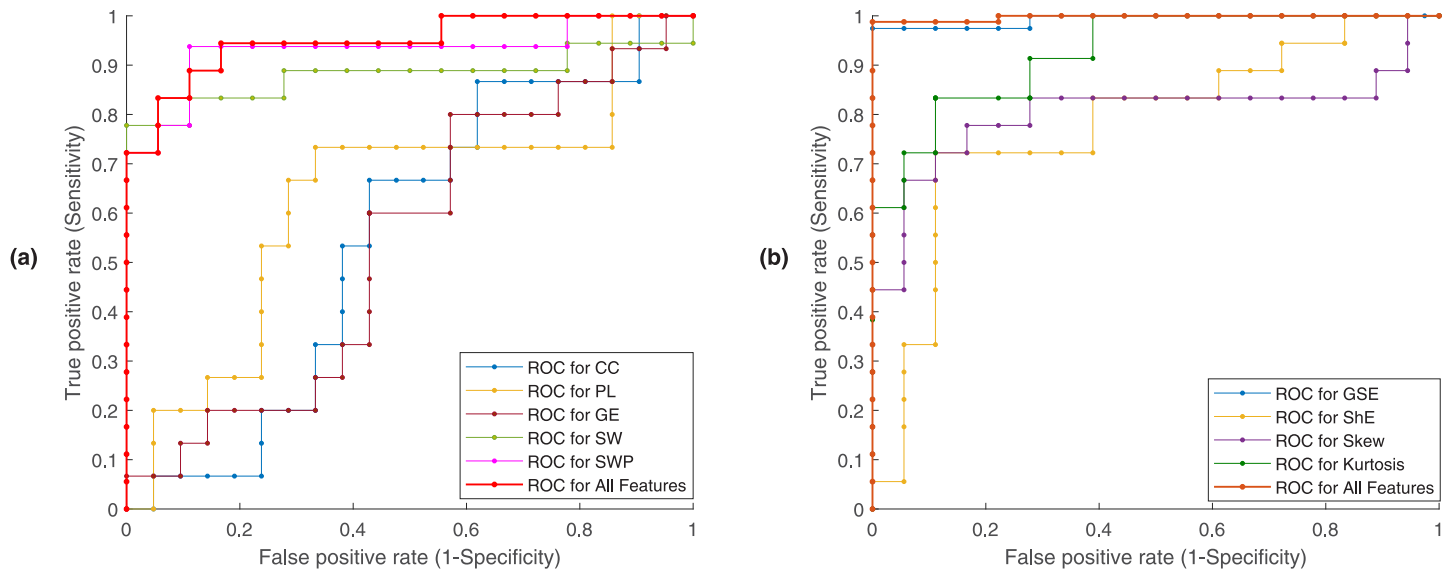 (a)
True positive rate (Sensitivity)
1
0.9
0.8
0.7
0.6
0.5
0.4
0.3
0.2
0.1
0
0 0.2 0.4 0.6 0.8 1
False positive rate (1-Specificity)
ROC for CC
ROC for PL
ROC for GE
ROC for SW
ROC for SWP
ROC for All Features
(b)
True positive rate (Sensitivity)
1
0.9
0.8
0.7
0.6
0.5
0.4
0.3
0.2
0.1
0
0 0.2 0.4 0.6 0.8 1
False positive rate (1-Specificity)
ROC for GSE
ROC for ShE
ROC for Skew
ROC for Kurtosis
ROC for All Features